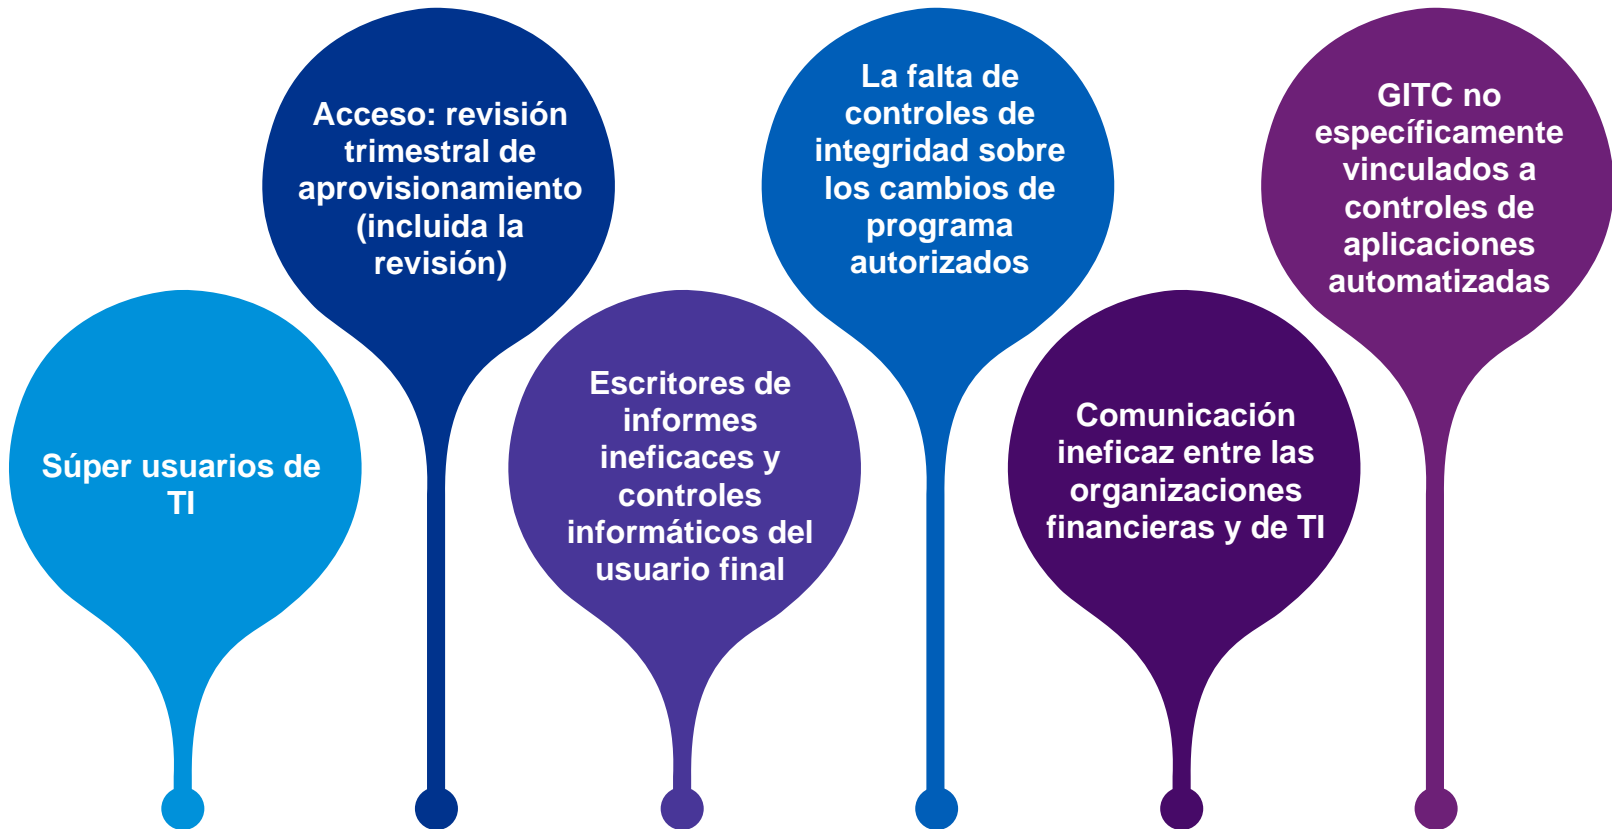 Súper usuarios de
TI
Acceso: revisión
trimestral de
aprovisionamiento
(incluida la
revisión)
Escritores de
informes
ineficaces y
controles
informáticos del
usuario final
La falta de
controles de
integridad sobre
los cambios de
programa
autorizados
Comunicación
ineficaz entre las
organizaciones
financieras y de TI
GITC no
específicamente
vinculados a
controles de
aplicaciones
automatizadas